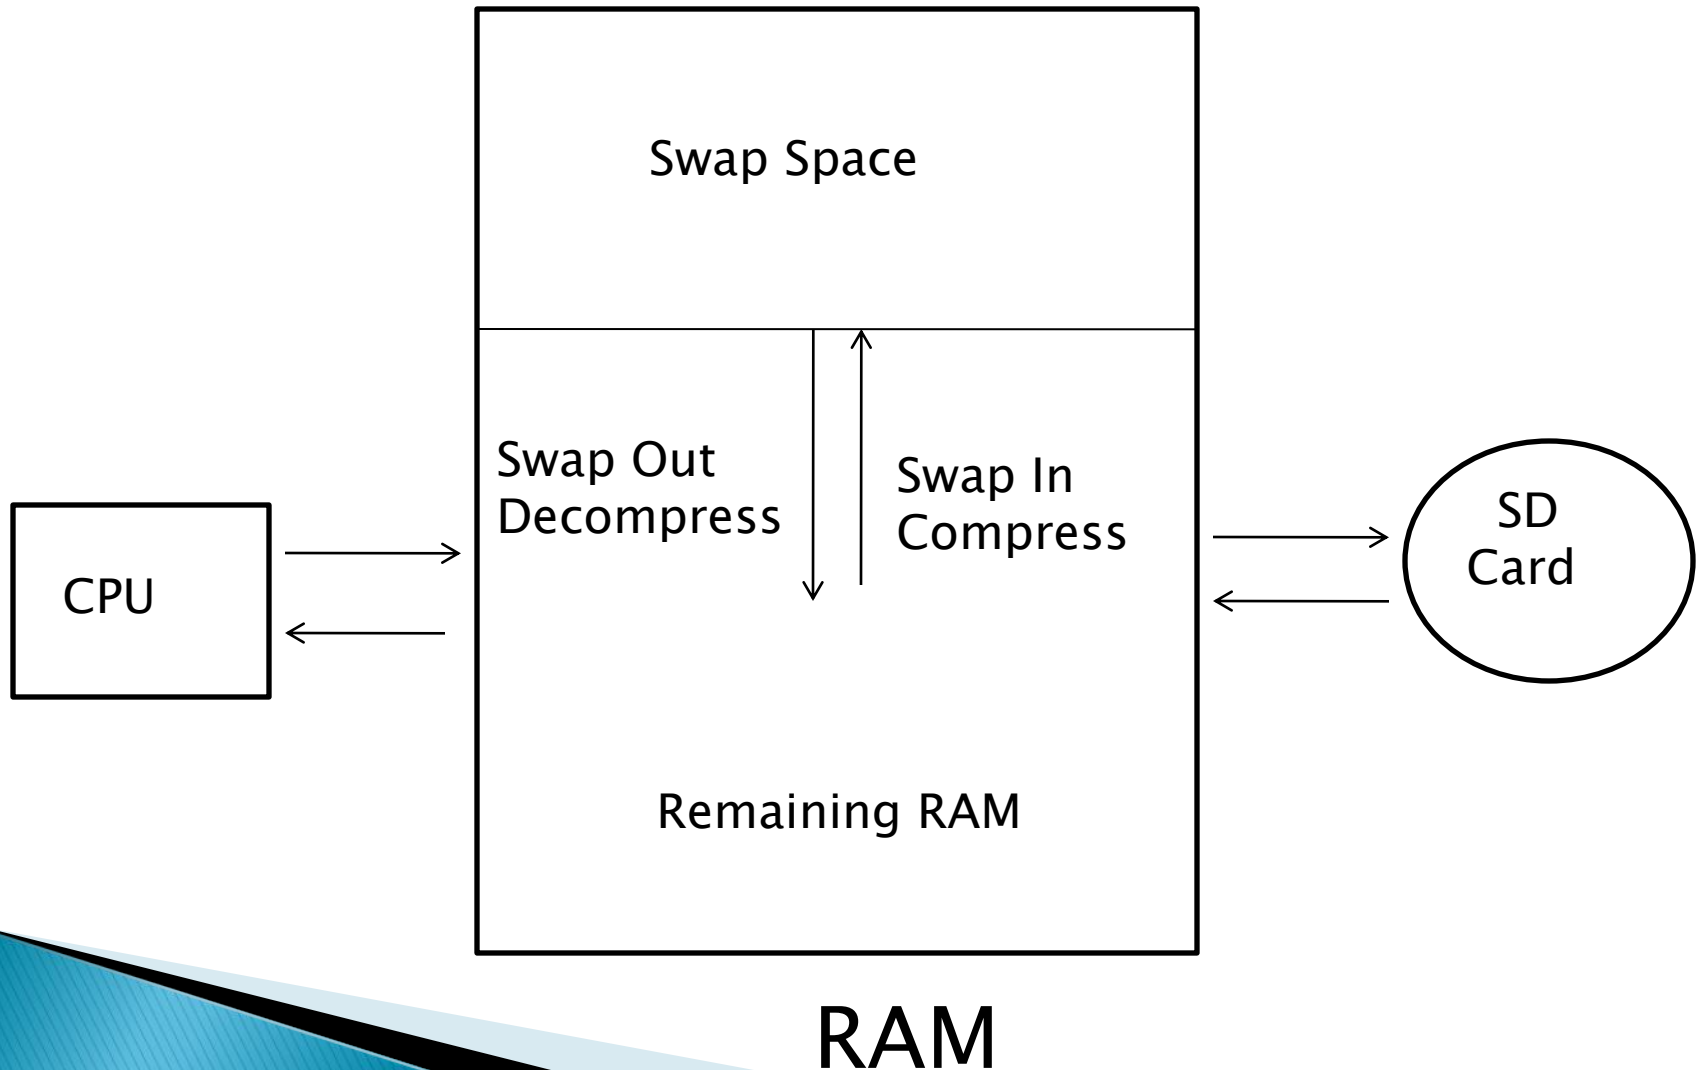 Swap Space
Swap Out
Decompress
Swap In
Compress
CPU
SD
Card
Remaining RAM
RAM